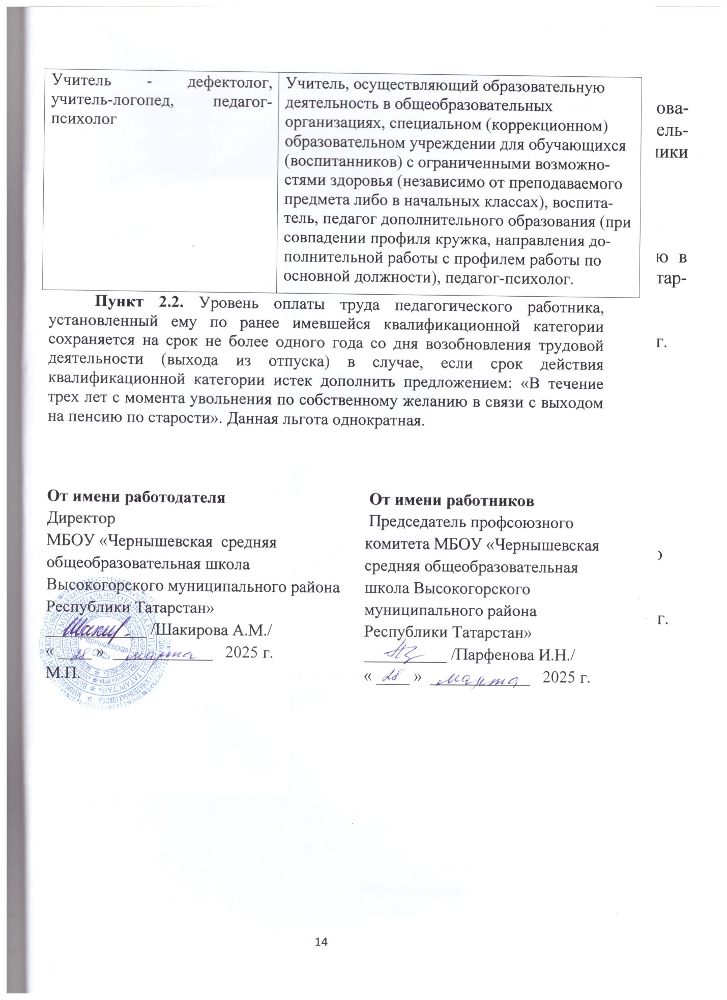 Учитель - дефектолог,
учитель-логопед, педагог-
психолог
Учитель, осуществляющий образовательную
деятельность в общеобразовательных
организациях, специальном (коррекционном)
образовательном учреждении для обучающихся
(воспитанников) с ограниченными возможно-
стями здоровья (независимо от преподаваемого
предмета либо в начальных классах), воспита-
тель, педагог дополнительного образования (при
совпадении профиля кружка, направления до-
полнительной работы с профилем работы по
основной должности), педагог-психолог.
Пункт 2.2. Уровень оплаты труда педагогического работника,
установленный ему по ранее имевшейся квалификационной категории
сохраняется на срок не более одного года со дня возобновления трудовой
деятельности (выхода из отпуска) в случае, если срок действия
квалификационной категории истек дополнить предложением: «В течение
трех лет с момента увольнения по собственному желанию в связи с выходом
на пенсию по старости». Данная льгота однократная.
От имени работодателя
Директор
МБОУ «Чернышевская средняя
общеобразовательная школа
Высокогорского муниципального района
Республики Татарстан»
/Шакирова А.М./
« 28 » марта 2025 г.
М.П.
«Чернышевская
СОШ»
От имени работников
Председатель профсоюзного
комитета МБОУ «Чернышевская
средняя общеобразовательная
школа Высокогорского
муниципального района
Республики Татарстан»
/Парфенова И.Н./
« 28 » марта 2025 г.
ова-
ель-
ики
ю в
тар-
г.
г.
14